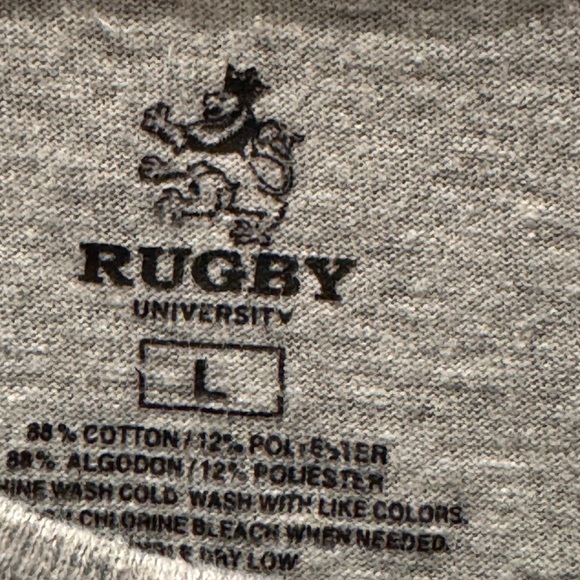 RUGBY
UNIVERSITY
L
88% COTTON / 12% POLYESTER
88% ALGODON / 12% POLIESTER
HINE WASH COLD WASH WITH LIKE COLORS.
CHLORINE BLEACH WHEN NEEDED.
DRY LOW